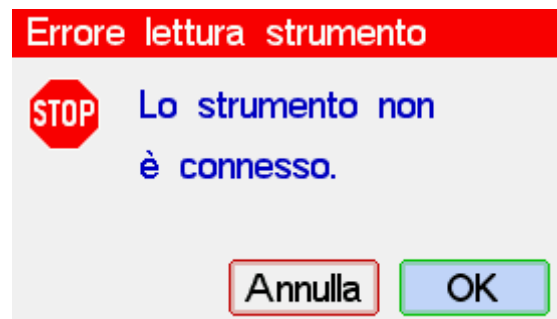 Errore lettura strumento
STOP
Lo strumento non
è connesso.
Annulla
OK